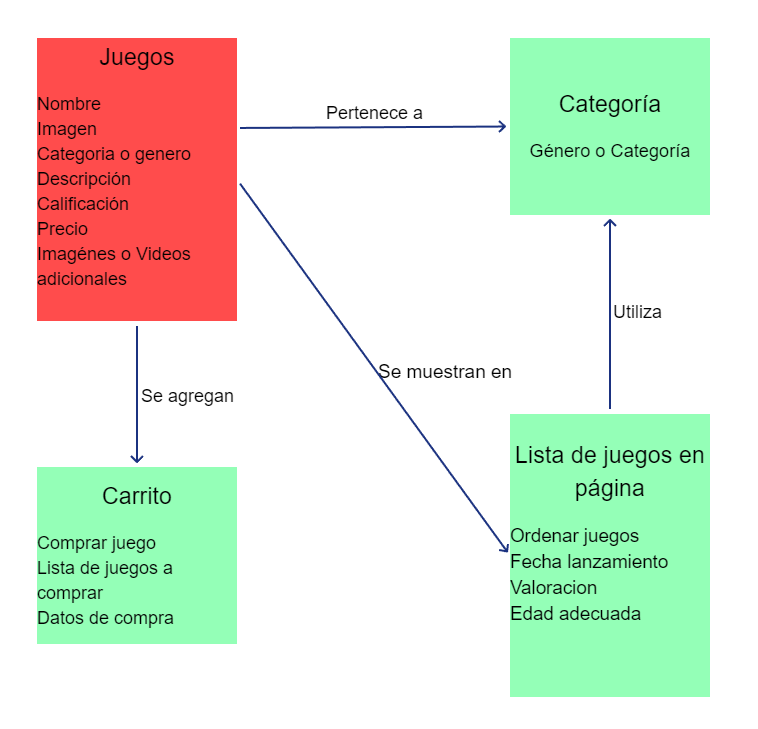 Juegos
Nombre
Imagen
Categoria o genero
Descripción
Calificación
Precio
Imagénes o Videos
adicionales
Pertenece a
Categoría
Género o Categoría
Utiliza
Se muestran en
Se agregan
Carrito
Comprar juego
Lista de juegos a
comprar
Datos de compra
Lista de juegos en
página
Ordenar juegos
Fecha lanzamiento
Valoracion
Edad adecuada